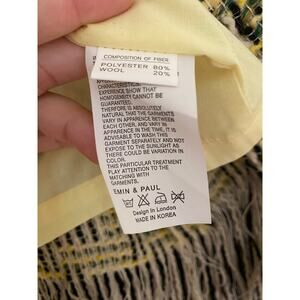 COMPOSITION OF FIBER
POLYESTER 80%
WOOL 20%
CHARACTERISTICS.
EXPERIENCE SHOW THAT
HOMOGENEITY CANNOT BE
GUARANTEED.
THERFORE IS ABSOLUTELY
NATURAL THAT THE GARMENTS
VARY IN APPEARANCE BETWEEN
EACH OTHER, AND VARY IN
APPEARANCE IN THE TIME, IT
IS ADVISABLE TO WASH THIS
GARMENT SEPARATELY AND NOT
EXPOSE TO THE SUNLIGHT AS
THERE COULD BE VARIATION IN
COLOR.
THIS PARTICULAR TREATMENT
PLAY ATTENTION TO THE
MATCHING WITH
GARMENTS.
EMIN & PAUL
Design in London
MADE IN KOREA